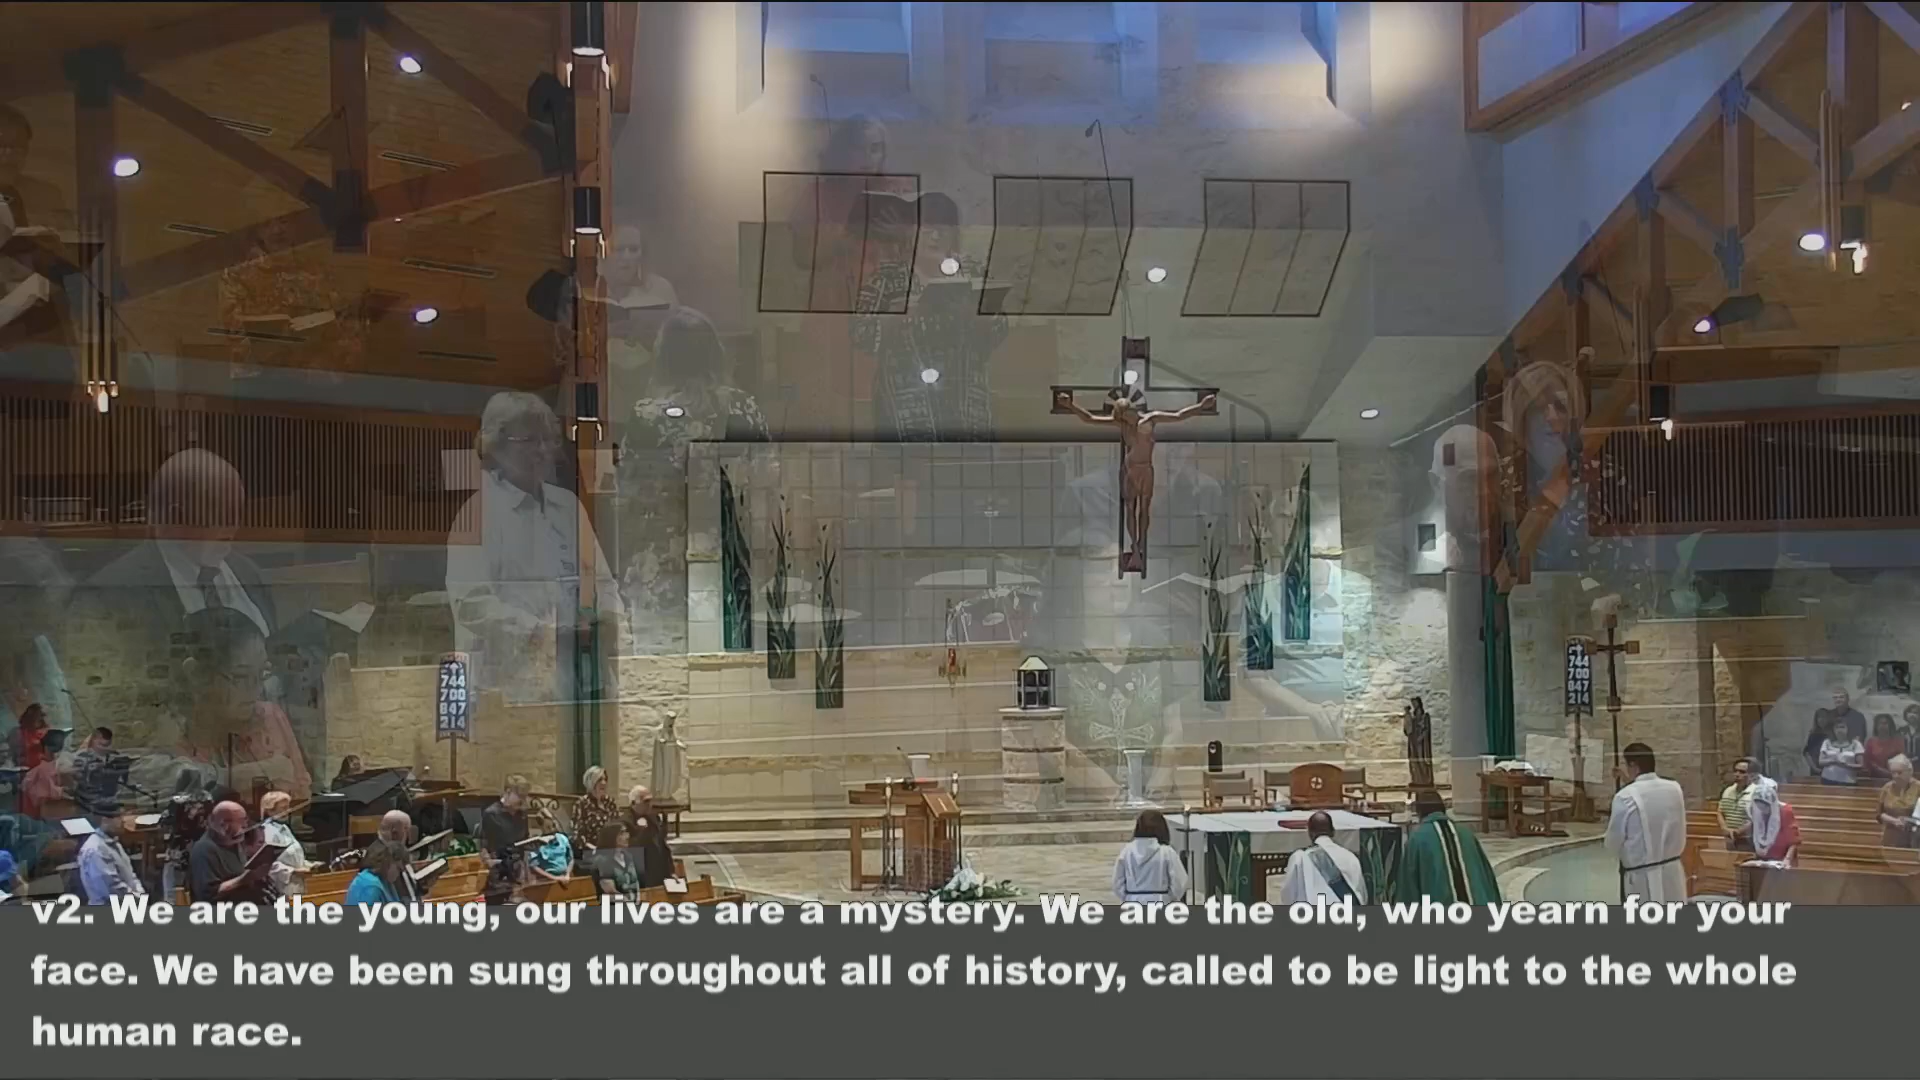 744
700
847
214
744
700
847
214
v2. We are the young, our lives are a mystery. We are the old, who yearn for your
face. We have been sung throughout all of history, called to be light to the whole
human race.